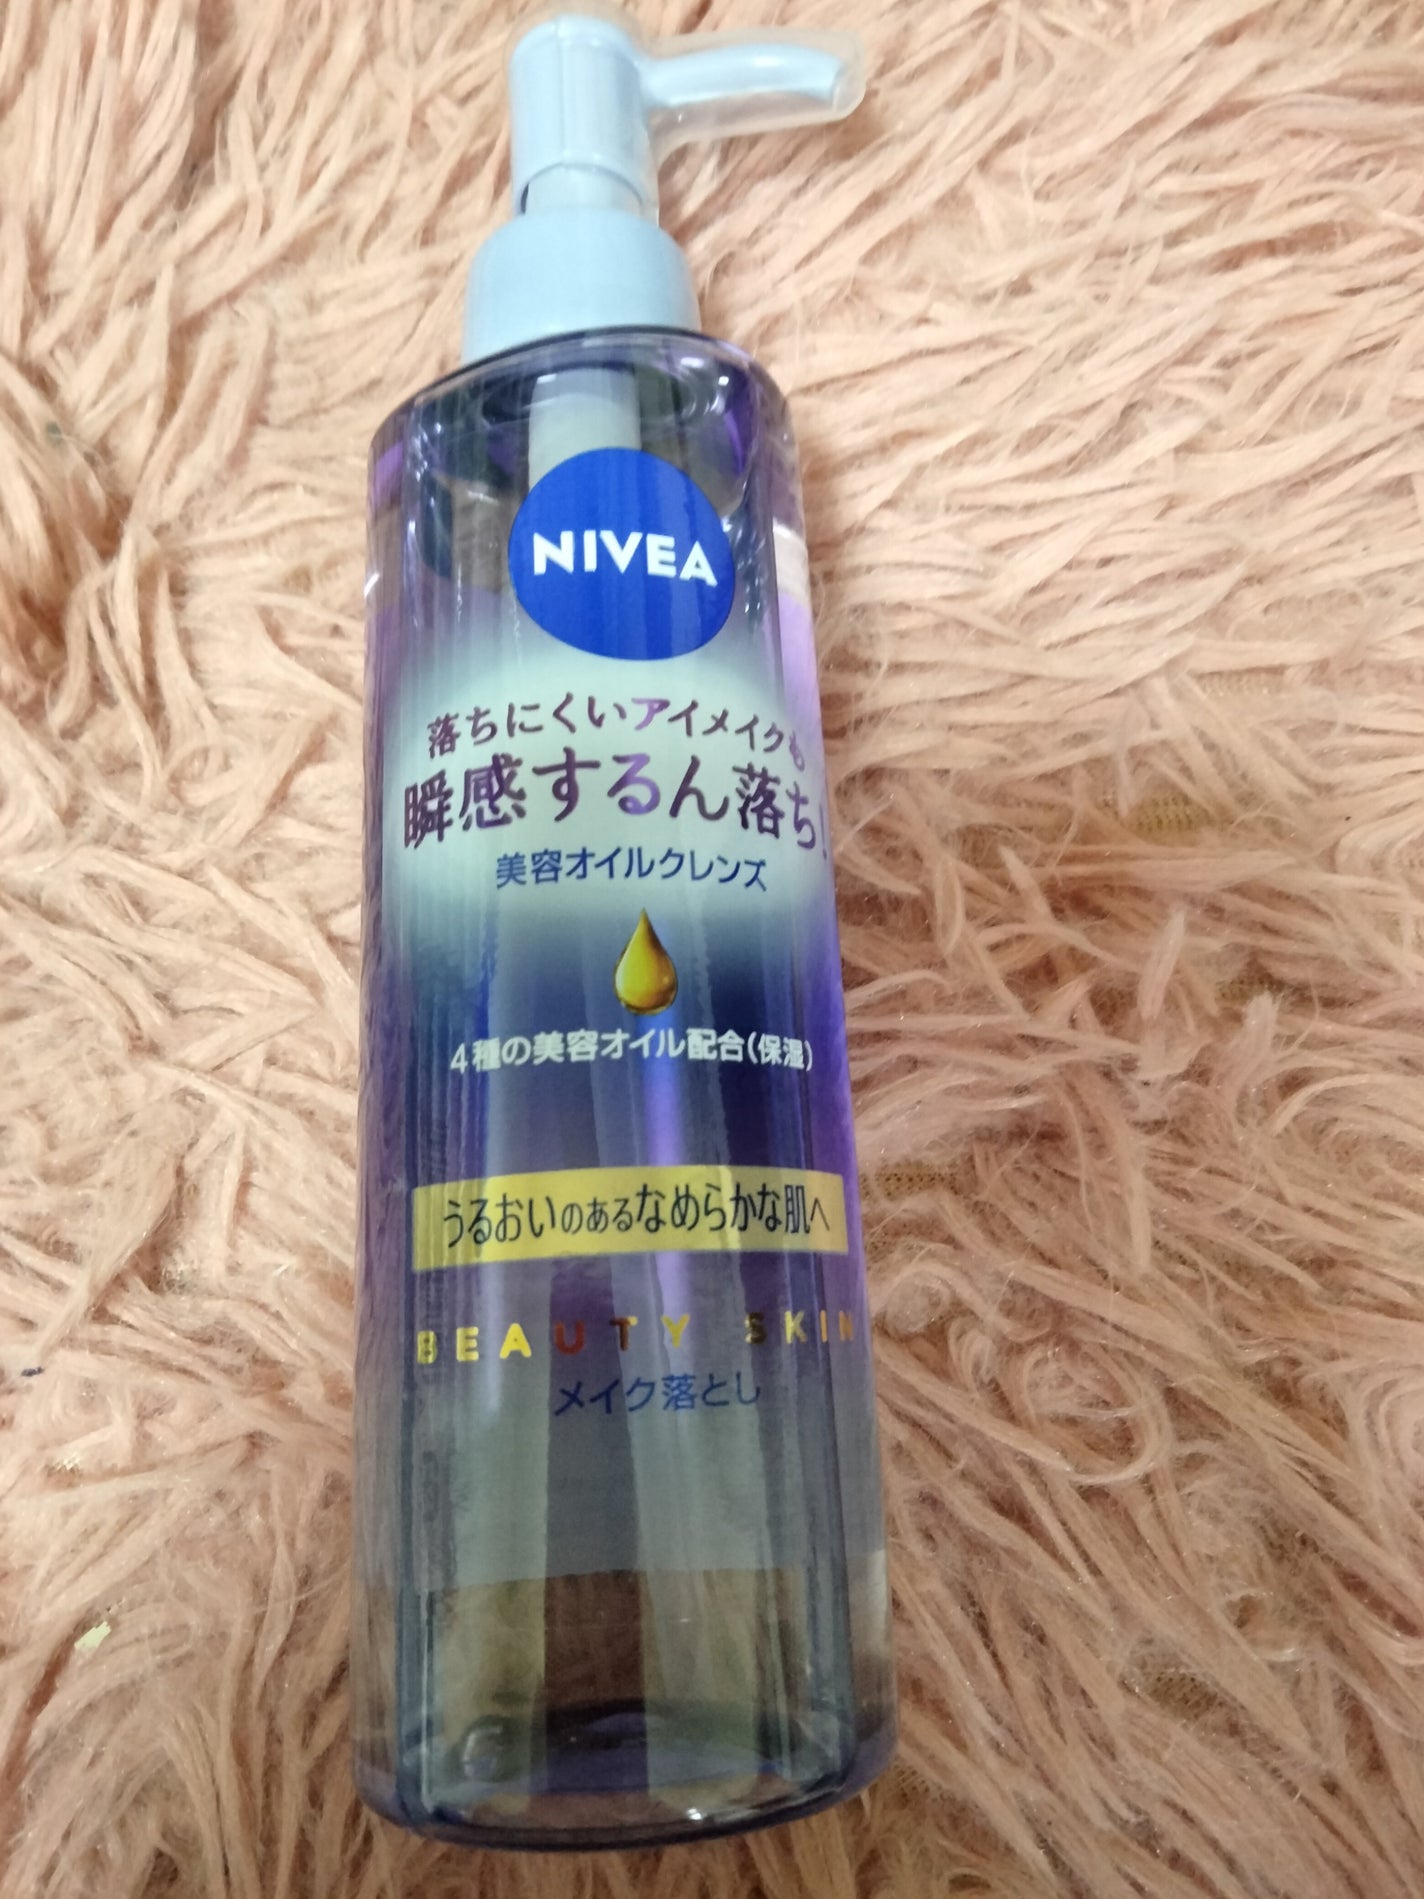 NIVEA
落ちにくいアイメイクも
瞬感するん落ち!
美容オイルクレンズ
4種の美容オイル配合(保湿)
うるおいのあるなめらかな肌へ
BEAUTY SKIN
メイク落とし